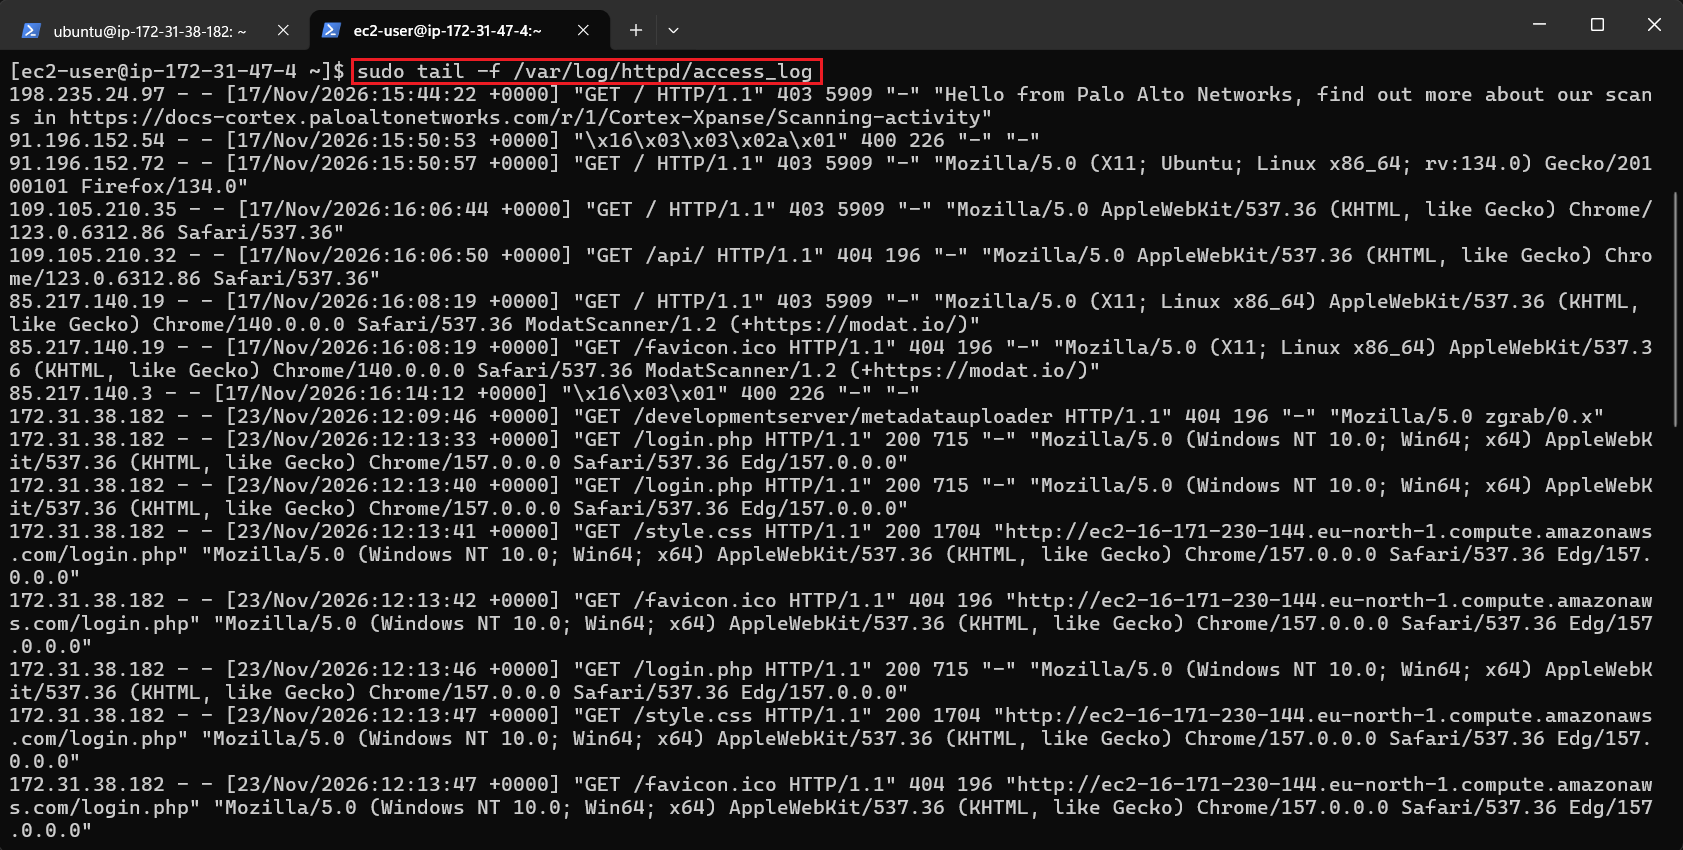 ubuntu@ip-172-31-38-182: ~
ec2-user@ip-172-31-47-4:~
[ec2-user@ip-172-31-47-4 ~]$ sudo tail -f /var/log/httpd/access_log
198.235.24.97 - - [17/Nov/2026:15:44:22 +0000] "GET / HTTP/1.1" 403 5909 "-" "Hello from Palo Alto Networks, find out more about our scan
s in https://docs-cortex.paloaltonetworks.com/r/1/Cortex-Xpanse/Scanning-activity"
91.196.152.54 - - [17/Nov/2026:15:50:53 +0000] "\x16\x03\x03\x02a\x01" 400 226 "-" "-"
91.196.152.72 - - [17/Nov/2026:15:50:57 +0000] "GET / HTTP/1.1" 403 5909 "-" "Mozilla/5.0 (X11; Ubuntu; Linux x86_64; rv:134.0) Gecko/201
00101 Firefox/134.0"
109.105.210.35 - - [17/Nov/2026:16:06:44 +0000] "GET / HTTP/1.1" 403 5909 "-" "Mozilla/5.0 AppleWebKit/537.36 (KHTML, like Gecko) Chrome/
123.0.6312.86 Safari/537.36"
109.105.210.32 - - [17/Nov/2026:16:06:50 +0000] "GET /api/ HTTP/1.1" 404 196 "-" "Mozilla/5.0 AppleWebKit/537.36 (KHTML, like Gecko) Chro
me/123.0.6312.86 Safari/537.36"
85.217.140.19 - - [17/Nov/2026:16:08:19 +0000] "GET / HTTP/1.1" 403 5909 "-" "Mozilla/5.0 (X11; Linux x86_64) AppleWebKit/537.36 (KHTML,
like Gecko) Chrome/140.0.0.0 Safari/537.36 ModatScanner/1.2 (+https://modat.io/)"
85.217.140.19 - - [17/Nov/2026:16:08:19 +0000] "GET /favicon.ico HTTP/1.1" 404 196 "-" "Mozilla/5.0 (X11; Linux x86_64) AppleWebKit/537.3
6 (KHTML, like Gecko) Chrome/140.0.0.0 Safari/537.36 ModatScanner/1.2 (+https://modat.io/)"
85.217.140.3 - - [17/Nov/2026:16:14:12 +0000] "\x16\x03\x01" 400 226 "-" "-"
172.31.38.182 - - [23/Nov/2026:12:09:46 +0000] "GET /developmentserver/metadatauploader HTTP/1.1" 404 196 "-" "Mozilla/5.0 zgrab/0.x"
172.31.38.182 - - [23/Nov/2026:12:13:33 +0000] "GET /login.php HTTP/1.1" 200 715 "-" "Mozilla/5.0 (Windows NT 10.0; Win64; x64) AppleWebK
it/537.36 (KHTML, like Gecko) Chrome/157.0.0.0 Safari/537.36 Edg/157.0.0.0"
172.31.38.182 - - [23/Nov/2026:12:13:40 +0000] "GET /login.php HTTP/1.1" 200 715 "-" "Mozilla/5.0 (Windows NT 10.0; Win64; x64) AppleWebK
it/537.36 (KHTML, like Gecko) Chrome/157.0.0.0 Safari/537.36 Edg/157.0.0.0"
172.31.38.182 - - [23/Nov/2026:12:13:41 +0000] "GET /style.css HTTP/1.1" 200 1704 "http://ec2-16-171-230-144.eu-north-1.compute.amazonaws
.com/login.php" "Mozilla/5.0 (Windows NT 10.0; Win64; x64) AppleWebKit/537.36 (KHTML, like Gecko) Chrome/157.0.0.0 Safari/537.36 Edg/157.
0.0.0"
172.31.38.182 - - [23/Nov/2026:12:13:42 +0000] "GET /favicon.ico HTTP/1.1" 404 196 "http://ec2-16-171-230-144.eu-north-1.compute.amazonaw
s.com/login.php" "Mozilla/5.0 (Windows NT 10.0; Win64; x64) AppleWebKit/537.36 (KHTML, like Gecko) Chrome/157.0.0.0 Safari/537.36 Edg/157
.0.0.0"
172.31.38.182 - - [23/Nov/2026:12:13:46 +0000] "GET /login.php HTTP/1.1" 200 715 "-" "Mozilla/5.0 (Windows NT 10.0; Win64; x64) AppleWebK
it/537.36 (KHTML, like Gecko) Chrome/157.0.0.0 Safari/537.36 Edg/157.0.0.0"
172.31.38.182 - - [23/Nov/2026:12:13:47 +0000] "GET /style.css HTTP/1.1" 200 1704 "http://ec2-16-171-230-144.eu-north-1.compute.amazonaws
.com/login.php" "Mozilla/5.0 (Windows NT 10.0; Win64; x64) AppleWebKit/537.36 (KHTML, like Gecko) Chrome/157.0.0.0 Safari/537.36 Edg/157.
0.0.0"
172.31.38.182 - - [23/Nov/2026:12:13:47 +0000] "GET /favicon.ico HTTP/1.1" 404 196 "http://ec2-16-171-230-144.eu-north-1.compute.amazonaw
s.com/login.php" "Mozilla/5.0 (Windows NT 10.0; Win64; x64) AppleWebKit/537.36 (KHTML, like Gecko) Chrome/157.0.0.0 Safari/537.36 Edg/157
.0.0.0"